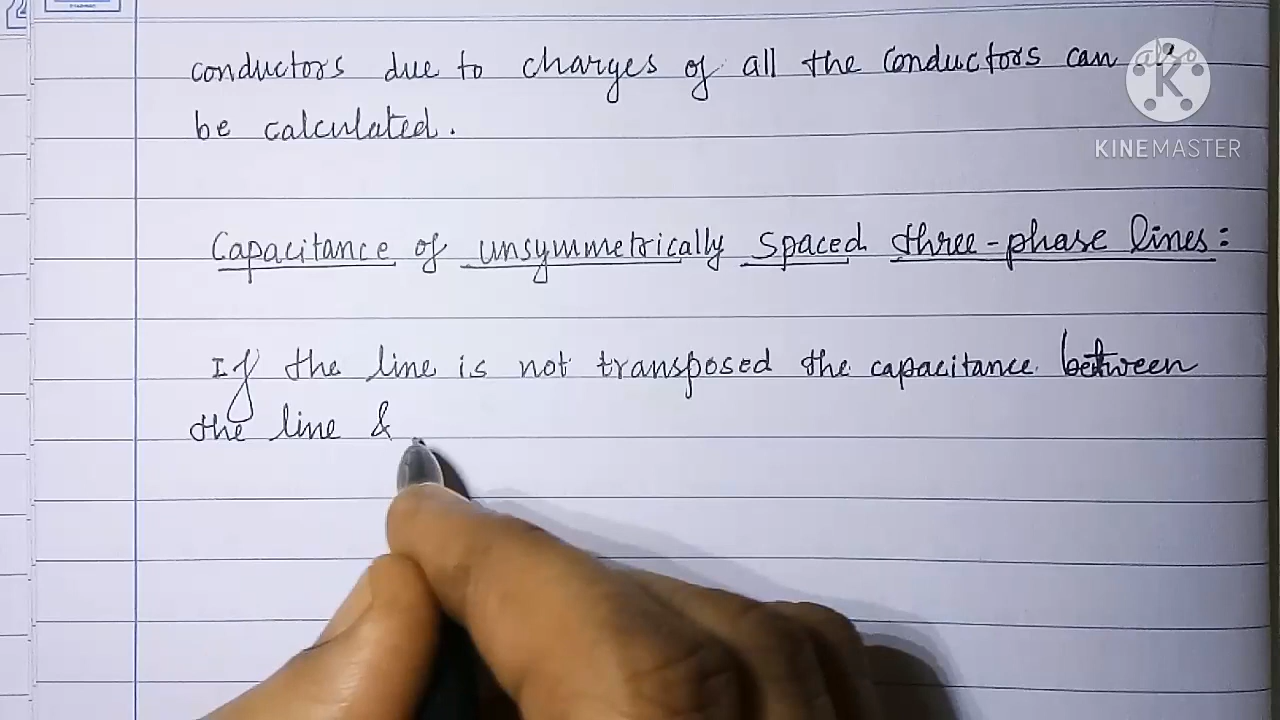 conductors due to charges of all the conductors can also
be calculated.
KINEMASTER
Capacitance of unsymmetrically spaced three-phase lines:
If the line is not transposed the capacitance between
the line &